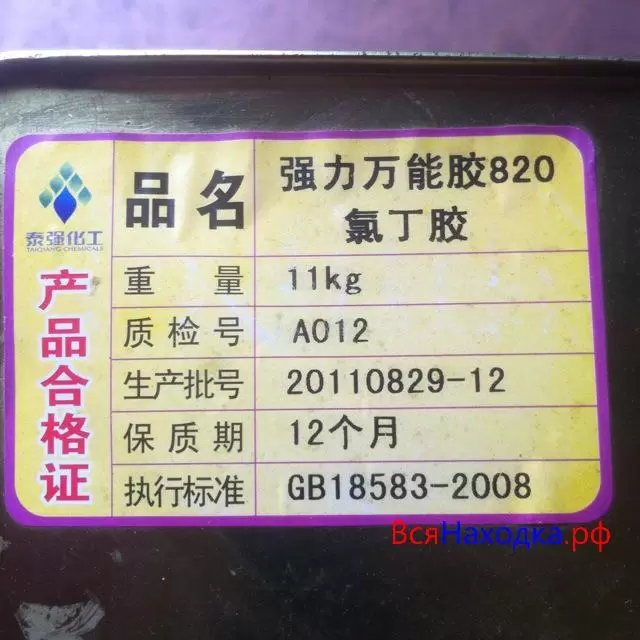 泰强化工
TAIQIANG CHEMICALS
产品合格证
品名 强力万能胶820
氯丁胶
重量 11kg
质检号 A012
生产批号 20110829-12
保质期 12个月
执行标准 GB18583-2008
ВсяНаходка.рф